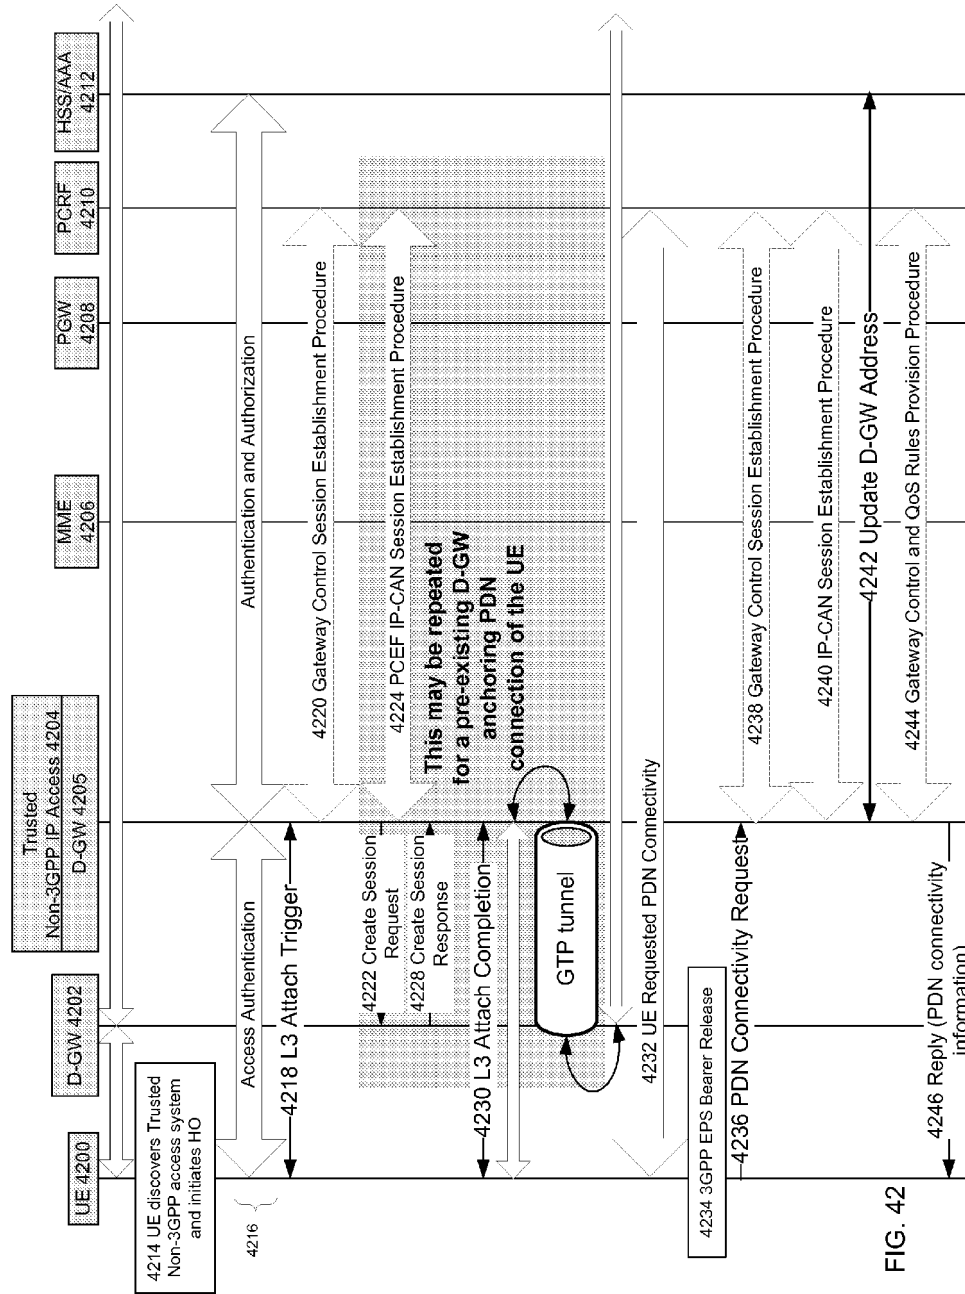 UE 4200
D-GW 4202
Trusted
Non-3GPP IP Access 4204
D-GW 4205
MME
4206
PGW
4208
PCRF
4210
HSS/AAA
4212
4214 UE discovers Trusted
Non-3GPP access system
and initiates HO
4216
Access Authentication
Authentication and Authorization
4218 L3 Attach Trigger
4220 Gateway Control Session Establishment Procedure
4222 Create Session
Request
4224 PCEF IP-CAN Session Establishment Procedure
4228 Create Session
Response
This may be repeated
for a pre-existing D-GW
anchoring PDN
connection of the UE
4230 L3 Attach Completion
GTP tunnel
4232 UE Requested PDN Connectivity
4234 3GPP EPS Bearer Release
4236 PDN Connectivity Request
4238 Gateway Control Session Establishment Procedure
4240 IP-CAN Session Establishment Procedure
4242 Update D-GW Address
4244 Gateway Control and QoS Rules Provision Procedure
4246 Reply (PDN connectivity
information)
FIG. 42